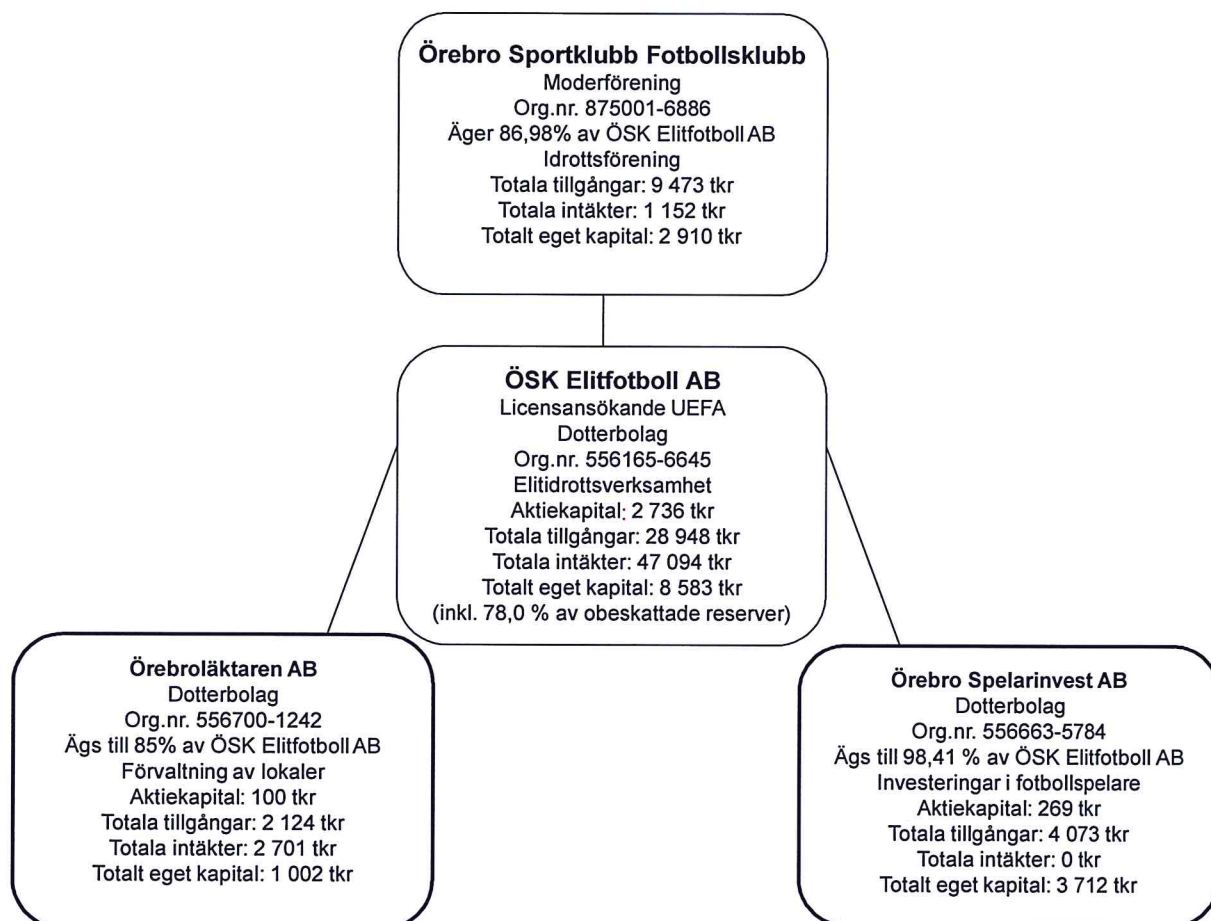 Örebro Sportklubb Fotbollsklubb
Moderförening
Org.nr. 875001-6886
Äger 86,98% av ÖSK Elitfotboll AB
Idrottsförening
Totala tillgångar: 9 473 tkr
Totala intäkter: 1 152 tkr
Totalt eget kapital: 2 910 tkr
ÖSK Elitfotboll AB
Licensansökande UEFA
Dotterbolag
Org.nr. 556165-6645
Elitidrottsverksamhet
Aktiekapital: 2 736 tkr
Totala tillgångar: 28 948 tkr
Totala intäkter: 47 094 tkr
Totalt eget kapital: 8 583 tkr
(inkl. 78,0 % av obeskattade reserver)
Örebroläktaren AB
Dotterbolag
Org.nr. 556700-1242
Ägs till 85% av ÖSK Elitfotboll AB
Förvaltning av lokaler
Aktiekapital: 100 tkr
Totala tillgångar: 2 124 tkr
Totala intäkter: 2 701 tkr
Totalt eget kapital: 1 002 tkr
Örebro Spelarinvest AB
Dotterbolag
Org.nr. 556663-5784
Ägs till 98,41 % av ÖSK Elitfotboll AB
Investeringar i fotbollspelare
Aktiekapital: 269 tkr
Totala tillgångar: 4 073 tkr
Totala intäkter: 0 tkr
Totalt eget kapital: 3 712 tkr